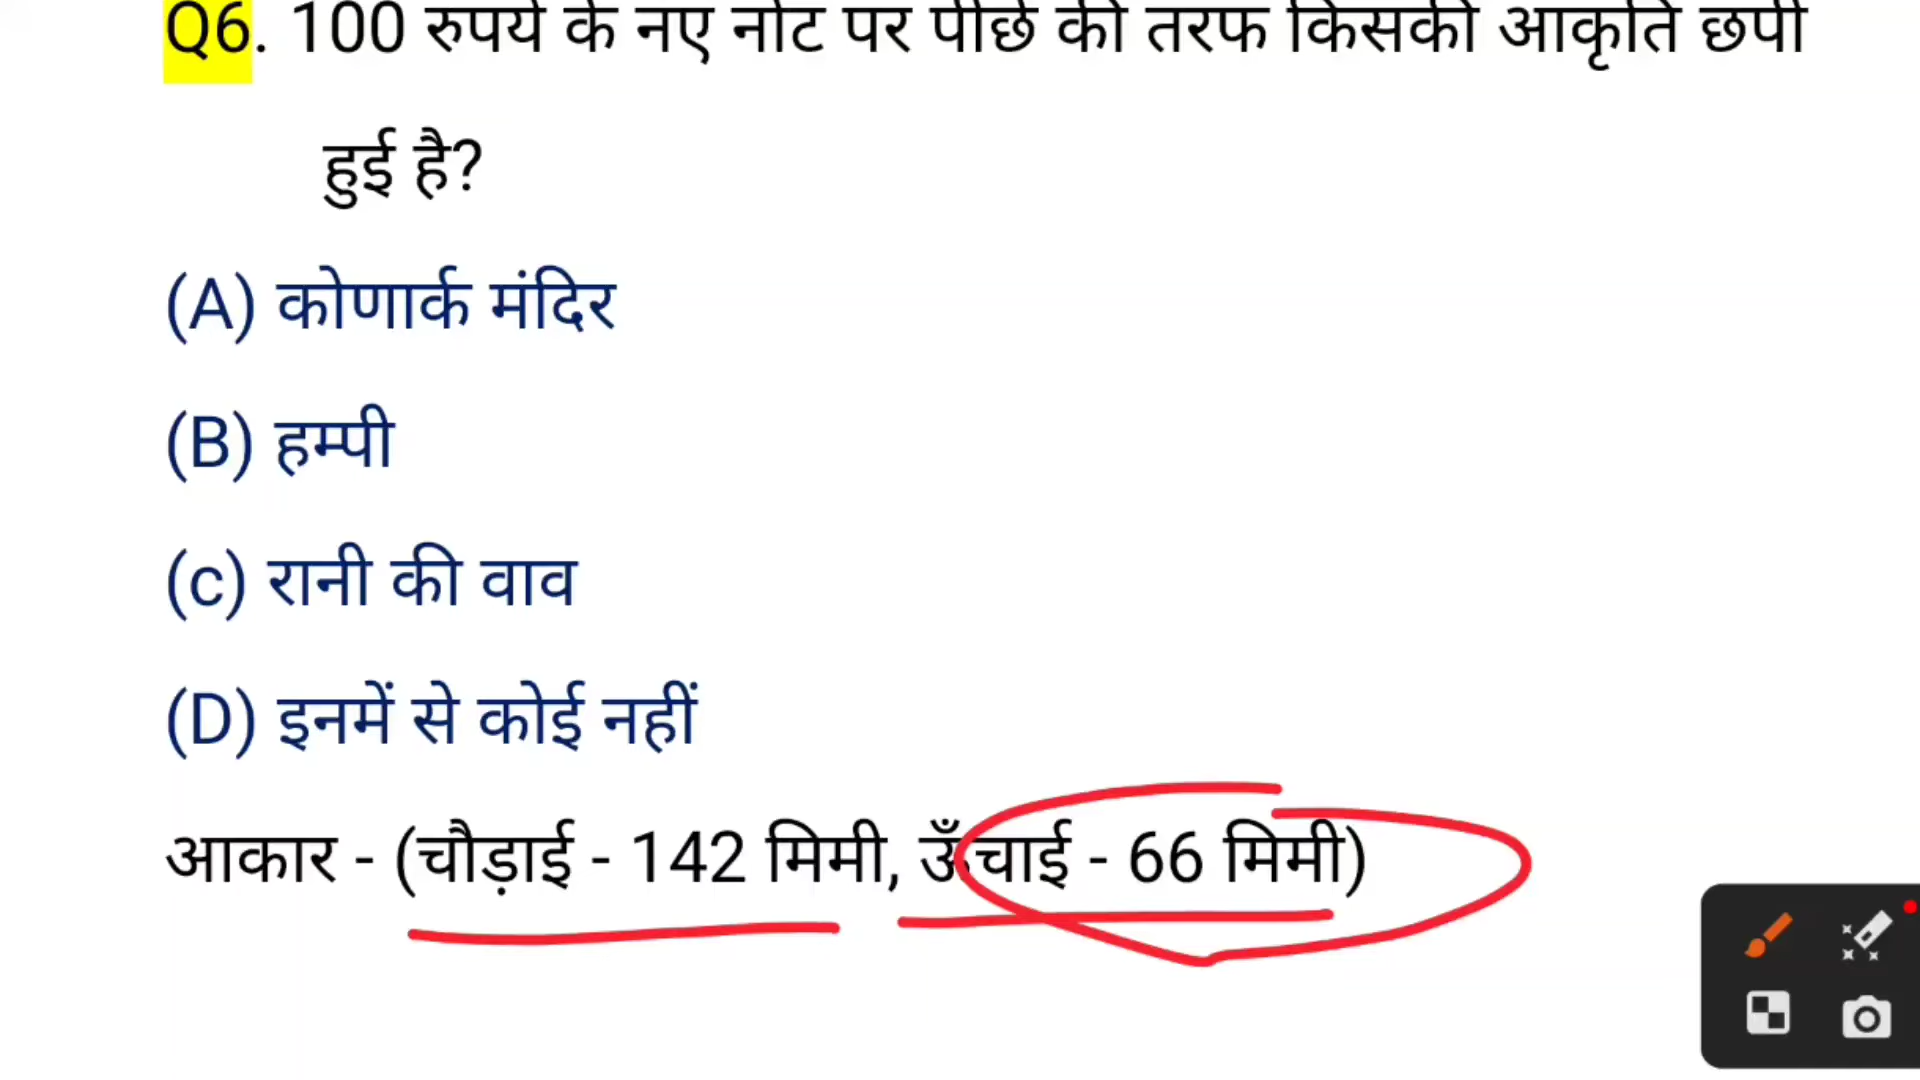 Q6. 100 रुपये के नए नोट पर पीछे की तरफ किसकी आकृति छपी
हुई है?
(A) कोणार्क मंदिर
(B) हम्पी
(c) रानी की वाव
(D) इनमें से कोई नहीं
आकार - (चौड़ाई - 142 मिमी, ऊँचाई - 66 मिमी)